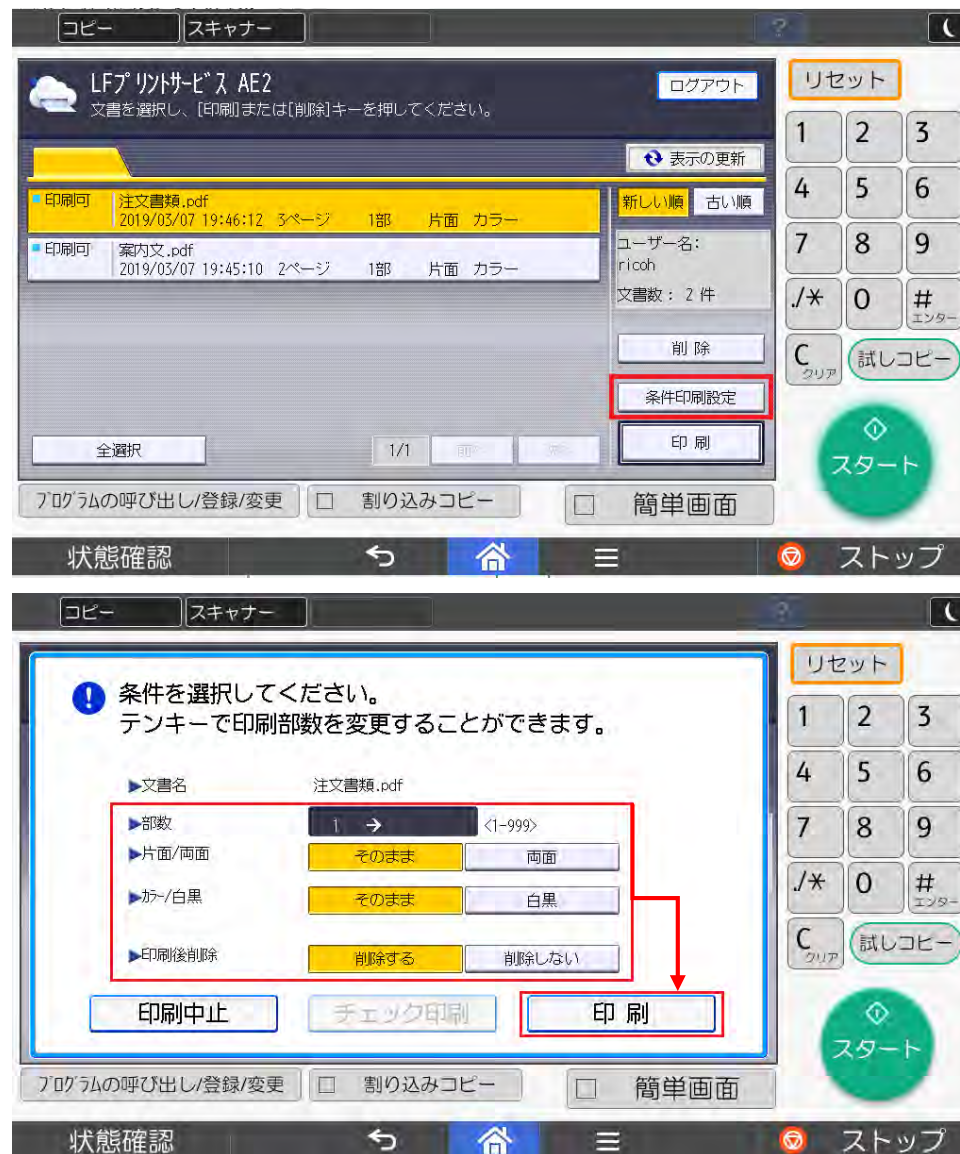 コピー スキャナー ?
LFプリントサービス AE2 ログアウト リセット
文書を選択し、[印刷]または[削除]キーを押してください。
1 2 3
表示の更新
印刷可 注文書類.pdf 新しい順 古い順 4 5 6
2019/03/07 19:46:12 3ページ 1部 片面 カラー
印刷可 案内文.pdf ユーザー名: 7 8 9
2019/03/07 19:45:10 2ページ 1部 片面 カラー ricoh
文書数: 2 件 ./* 0 #
エンター
削 除 C 試しコピー
クリア
条件印刷設定
全選択 1/1 印 刷 スタート
プログラムの呼び出し/登録/変更 割り込みコピー 簡単画面
状態確認 ストップ
コピー スキャナー ?
リセット
条件を選択してください。
テンキーで印刷部数を変更することができます。 1 2 3
文書名 注文書類.pdf 4 5 6
部数 1 → <1-999> 7 8 9
片面/両面 そのまま 両面
カラー/白黒 そのまま 白黒 ./* 0 #
エンター
印刷後削除 削除する 削除しない C 試しコピー
クリア
印刷中止 チェック印刷 印 刷
スタート
プログラムの呼び出し/登録/変更 割り込みコピー 簡単画面
状態確認 ストップ